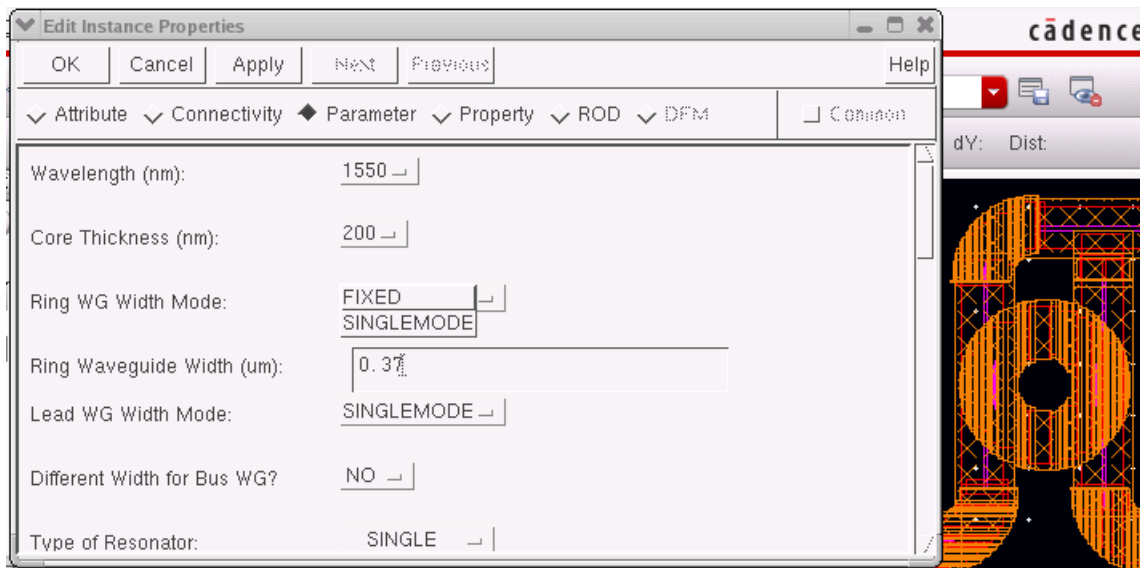 Edit Instance Properties
cādence
OK Cancel Apply Next Previous Help
Attribute Connectivity Parameter Property ROD DFM Common
dY: Dist:
Wavelength (nm): 1550
Core Thickness (nm): 200
Ring WG Width Mode: FIXED
SINGLEMODE
Ring Waveguide Width (um): 0.37
Lead WG Width Mode: SINGLEMODE
Different Width for Bus WG? NO
Type of Resonator: SINGLE